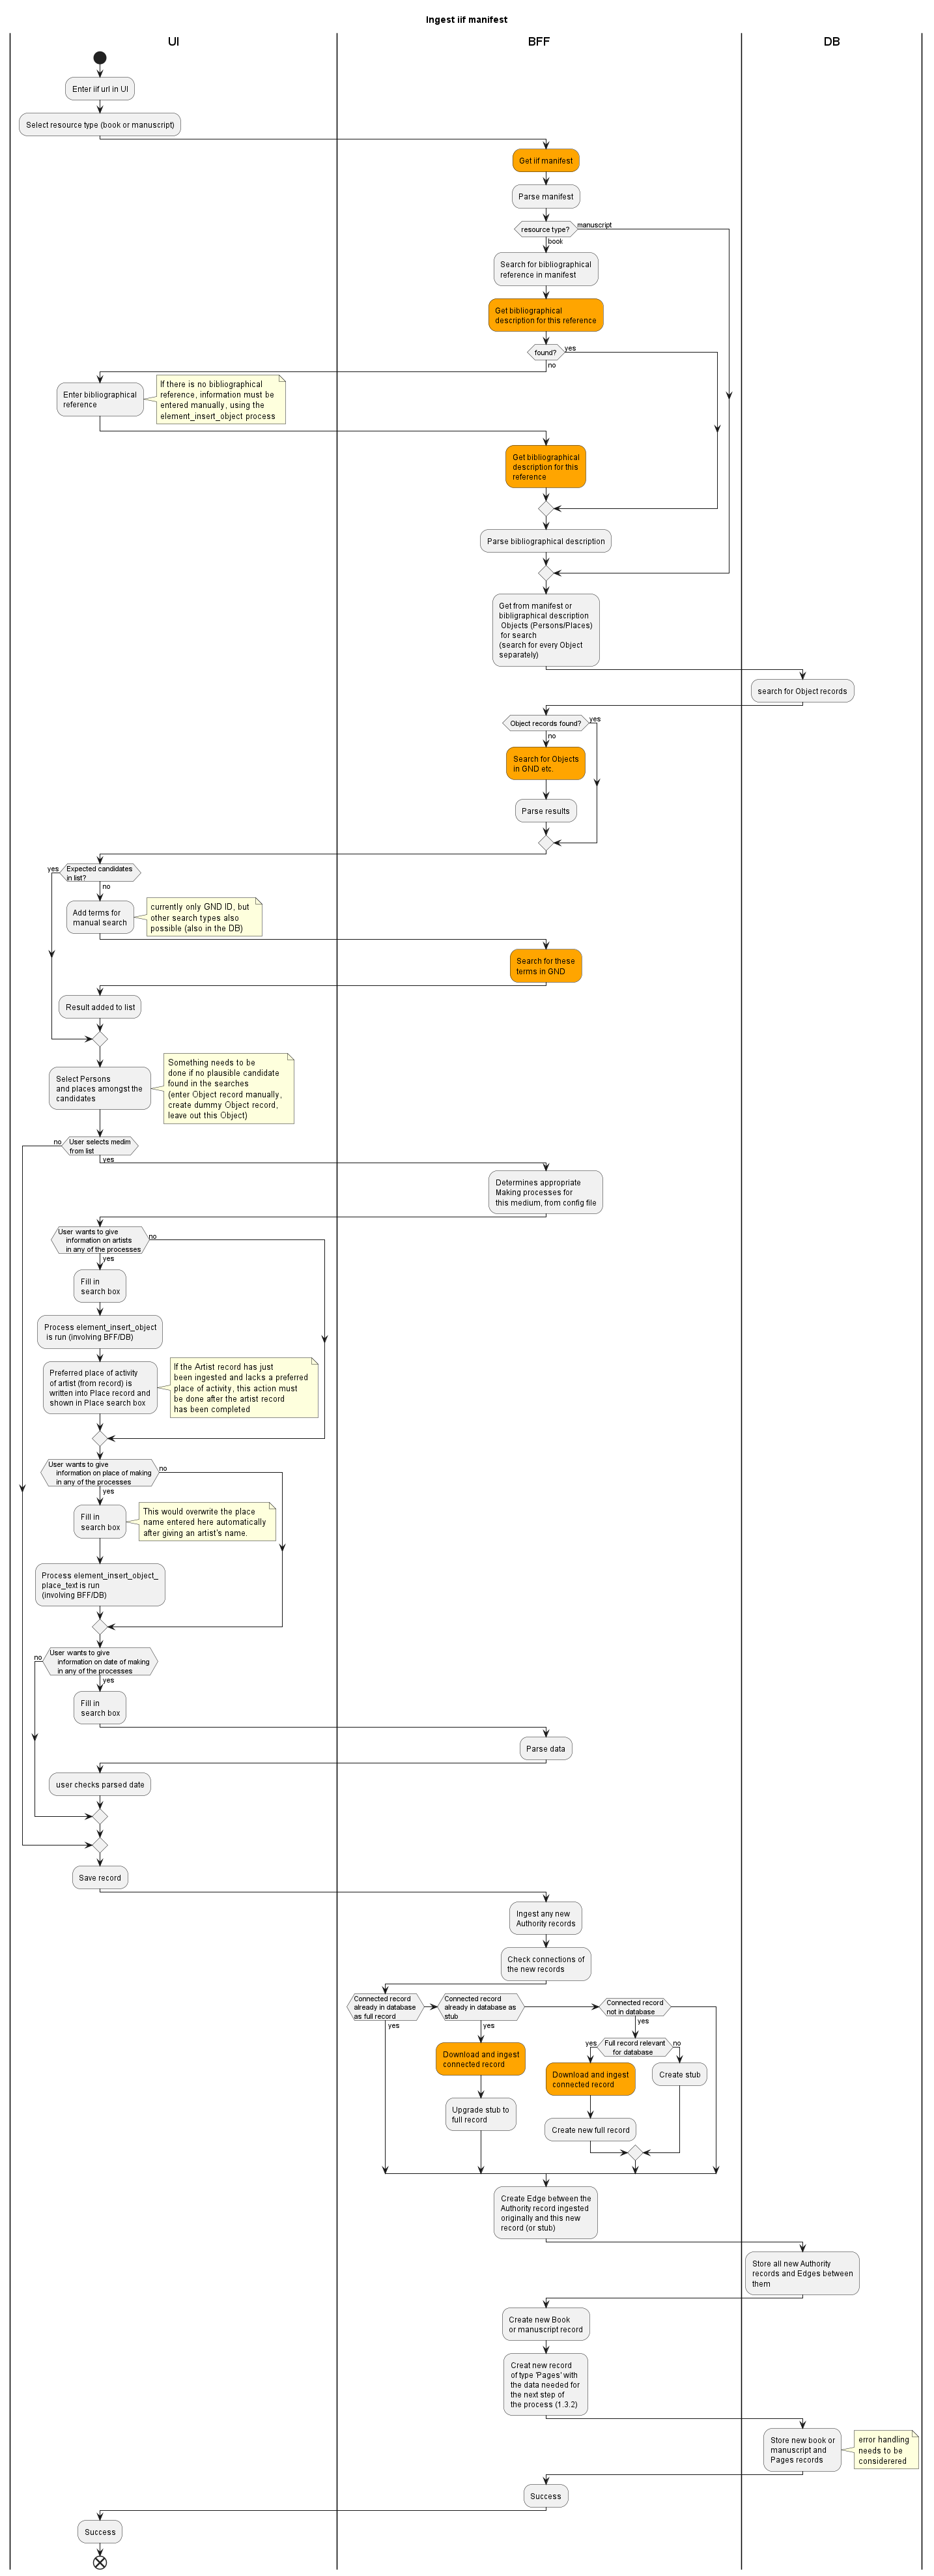 Ingest iif manifest
UI
BFF
DB
Enter iif url in UI
Select resource type (book or manuscript)
Get iif manifest
Parse manifest
resource type?
manuscript
book
Search for bibliographical
reference in manifest
Get bibliographical
description for this reference
found?
yes
no
Enter bibliographical
reference
If there is no bibliographical
reference, information must be
entered manually, using the
element_insert_object process
Get bibliographical
description for this
reference
Parse bibliographical description
Get from manifest or
bibligraphical description
Objects (Persons/Places)
for search
(search for every Object
separately)
search for Object records
Object records found?
yes
no
Search for Objects
in GND etc.
Parse results
yes
Expected candidates
in list?
no
Add terms for
manual search
currently only GND ID, but
other search types also
possible (also in the DB)
Search for these
terms in GND
Result added to list
Select Persons
and places amongst the
candidates
Something needs to be
done if no plausible candidate
found in the searches
(enter Object record manually,
create dummy Object record,
leave out this Object)
no
User selects medim
from list
yes
Determines appropriate
Making processes for
this medium, from config file
User wants to give
information on artists
in any of the processes
no
yes
Fill in
search box
Process element_insert_object
is run (involving BFF/DB)
Preferred place of activity
of artist (from record) is
written into Place record and
shown in Place search box
If the Artist record has just
been ingested and lacks a preferred
place of activity, this action must
be done after the artist record
has been completed
User wants to give
information on place of making
in any of the processes
no
yes
Fill in
search box
This would overwrite the place
name entered here automatically
after giving an artist's name.
Process element_insert_object_
place_text is run
(involving BFF/DB)
no
User wants to give
information on date of making
in any of the processes
yes
Fill in
search box
Parse data
user checks parsed date
Save record
Ingest any new
Authority records
Check connections of
the new records
Connected record
already in database
as full record
yes
Connected record
already in database as
stub
yes
Connected record
not in database
yes
Download and ingest
connected record
Upgrade stub to
full record
yes
Full record relevant
for database
no
Download and ingest
connected record
Create new full record
Create stub
Create Edge between the
Authority record ingested
originally and this new
record (or stub)
Store all new Authority
records and Edges between
them
Create new Book
or manuscript record
Creat new record
of type 'Pages' with
the data needed for
the next step of
the process (1.3.2)
Store new book or
manuscript and
Pages records
error handling
needs to be
considerered
Success
Success